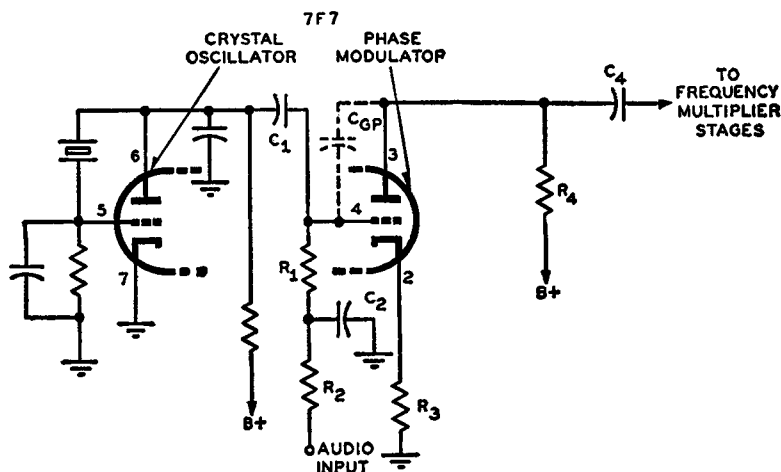 7F7
CRYSTAL
OSCILLATOR
PHASE
MODULATOR
C4
TO
FREQUENCY
MULTIPLIER
STAGES
C1
CGP
6
3
5
4
R4
7
R1
2
C2
B+
R2
R3
B+
AUDIO
INPUT